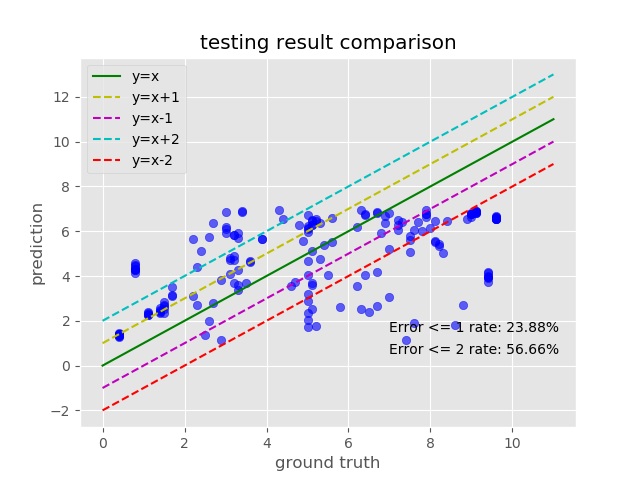 testing result comparison
y=x
y=x+1
y=x-1
y=x+2
y=x-2
12
10
8
6
4
2
0
−2
prediction
Error <= 1 rate: 23.88%
Error <= 2 rate: 56.66%
0 2 4 6 8 10
ground truth